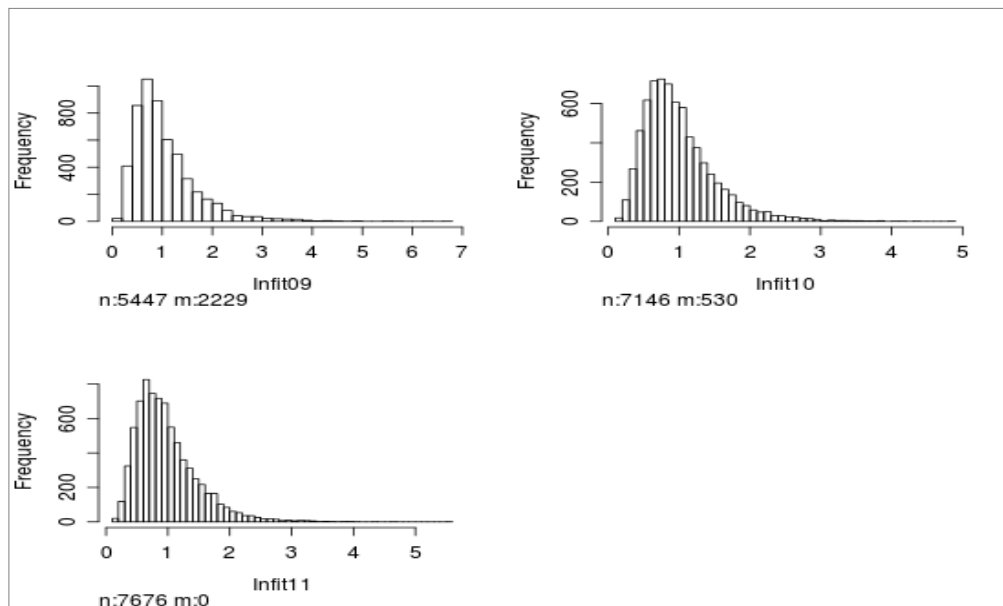 Frequency
800
400
0
0 1 2 3 4 5 6 7
Infit09
n:5447 m:2229
Frequency
600
200
0
0 1 2 3 4 5
Infit10
n:7146 m:530
Frequency
600
200
0
0 1 2 3 4 5
Infit11
n:7676 m:0